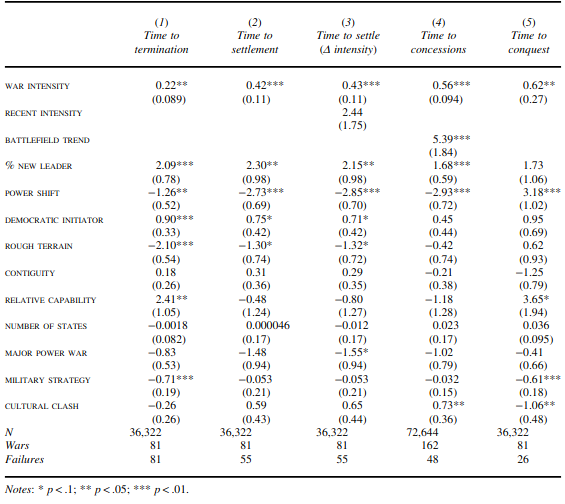 (1) (2) (3) (4) (5)
Time to Time to Time to settle Time to Time to
termination settlement (Δ intensity) concessions conquest
WAR INTENSITY 0.22** 0.42*** 0.43*** 0.56*** 0.62**
(0.089) (0.11) (0.11) (0.094) (0.27)
RECENT INTENSITY 2.44
(1.75)
BATTLEFIELD TREND 5.39***
(1.84)
% NEW LEADER 2.09*** 2.30** 2.15** 1.68*** 1.73
(0.78) (0.98) (0.98) (0.59) (1.06)
POWER SHIFT −1.26** −2.73*** −2.85*** −2.93*** 3.18***
(0.52) (0.69) (0.70) (0.72) (1.02)
DEMOCRATIC INITIATOR 0.90*** 0.75* 0.71* 0.45 0.95
(0.33) (0.42) (0.42) (0.44) (0.69)
ROUGH TERRAIN −2.10*** −1.30* −1.32* −0.42 0.62
(0.54) (0.74) (0.72) (0.74) (0.93)
CONTIGUITY 0.18 0.31 0.29 −0.21 −1.25
(0.26) (0.36) (0.35) (0.38) (0.79)
RELATIVE CAPABILITY 2.41** −0.48 −0.80 −1.18 3.65*
(1.05) (1.24) (1.27) (1.28) (1.94)
NUMBER OF STATES −0.0018 0.000046 −0.012 0.023 0.036
(0.082) (0.17) (0.17) (0.17) (0.095)
MAJOR POWER WAR −0.83 −1.48 −1.55* −1.02 −0.41
(0.53) (0.94) (0.94) (0.79) (0.66)
MILITARY STRATEGY −0.71*** −0.053 −0.053 −0.032 −0.61***
(0.19) (0.21) (0.21) (0.15) (0.18)
CULTURAL CLASH −0.26 0.59 0.65 0.73** −1.06**
(0.26) (0.43) (0.44) (0.36) (0.48)
N 36,322 36,322 36,322 72,644 36,322
Wars 81 81 81 162 81
Failures 81 55 55 48 26
Notes: * p < .1; ** p < .05; *** p < .01.